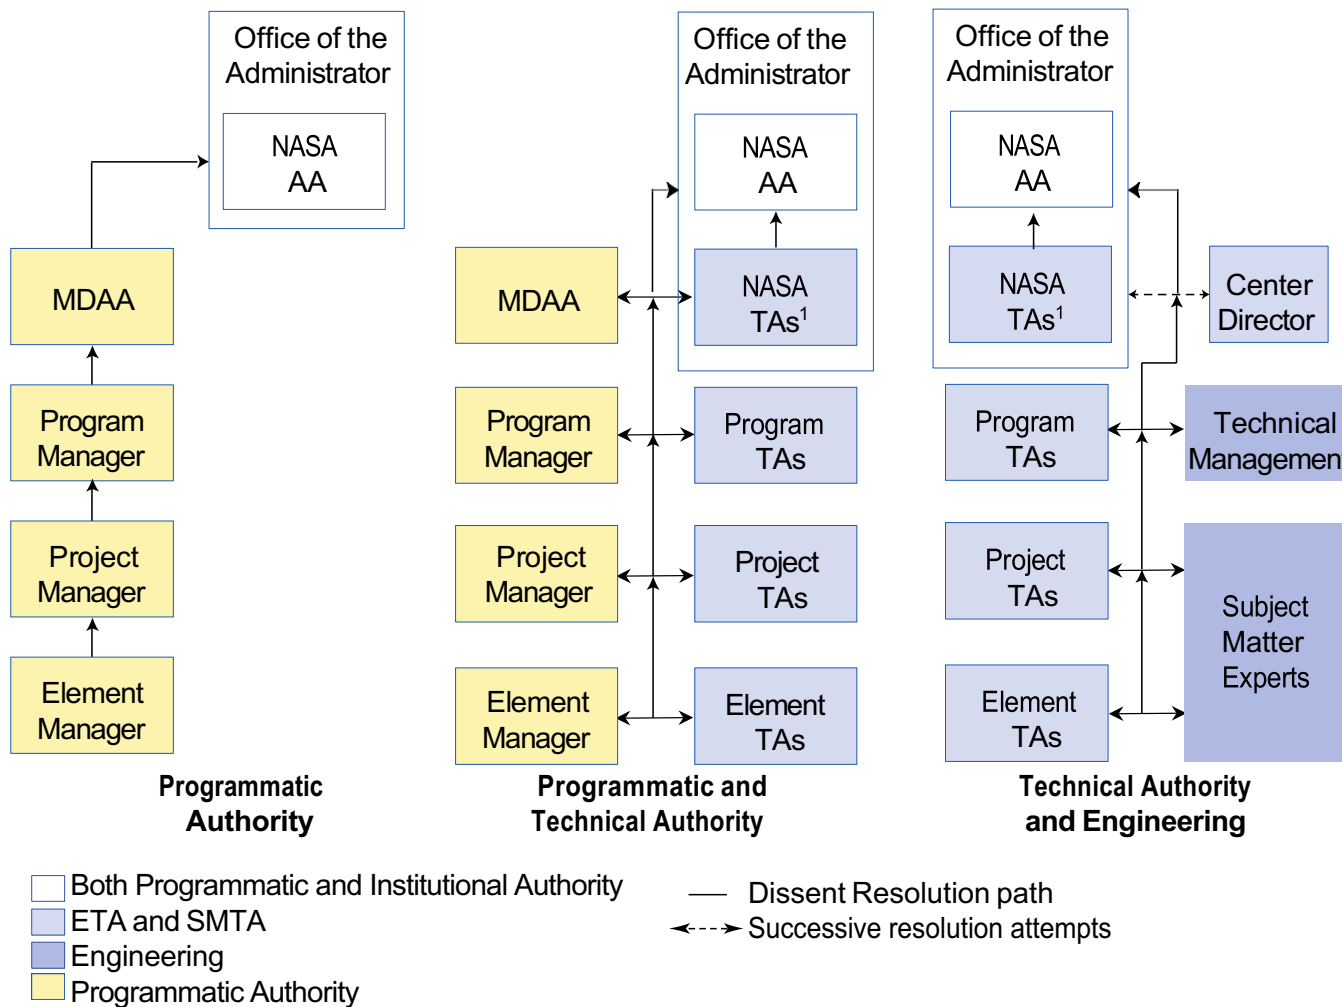 Office of the
Administrator
NASA
AA
MDAA
Program
Manager
Project
Manager
Element
Manager
Programmatic
Authority
Office of the
Administrator
NASA
AA
MDAA
NASA
TAs¹
Program
Manager
Program
TAs
Project
Manager
Project
TAs
Element
Manager
Element
TAs
Programmatic and
Technical Authority
Office of the
Administrator
NASA
AA
NASA
TAs¹
Center
Director
Program
TAs
Technical
Managemen
Project
TAs
Subject
Matter
Experts
Element
TAs
Technical Authority
and Engineering
Both Programmatic and Institutional Authority
ETA and SMTA
Engineering
Programmatic Authority
Dissent Resolution path
Successive resolution attempts